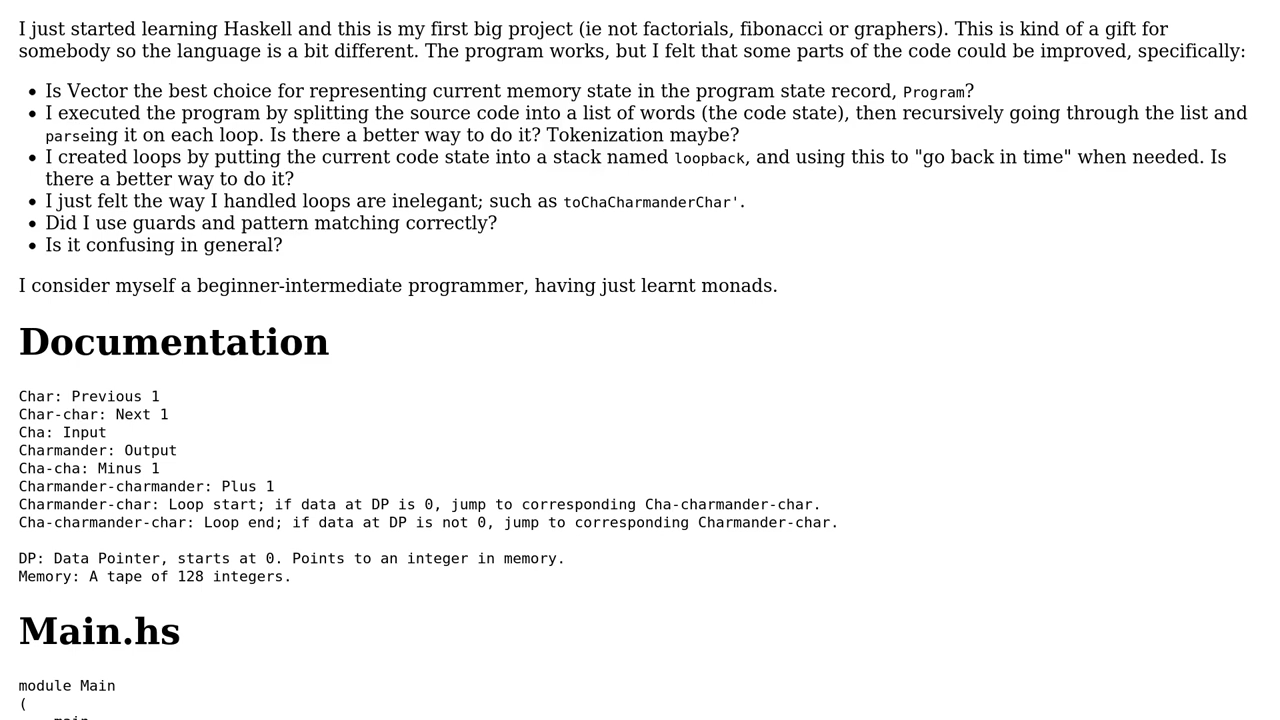 I just started learning Haskell and this is my first big project (ie not factorials, fibonacci or graphers). This is kind of a gift for
somebody so the language is a bit different. The program works, but I felt that some parts of the code could be improved, specifically:
• Is Vector the best choice for representing current memory state in the program state record, Program?
• I executed the program by splitting the source code into a list of words (the code state), then recursively going through the list and
parseing it on each loop. Is there a better way to do it? Tokenization maybe?
• I created loops by putting the current code state into a stack named loopback, and using this to "go back in time" when needed. Is
there a better way to do it?
• I just felt the way I handled loops are inelegant; such as toChaCharmanderChar'.
• Did I use guards and pattern matching correctly?
• Is it confusing in general?
I consider myself a beginner-intermediate programmer, having just learnt monads.
Documentation
Char: Previous 1
Char-char: Next 1
Cha: Input
Charmander: Output
Cha-cha: Minus 1
Charmander-charmander: Plus 1
Charmander-char: Loop start; if data at DP is 0, jump to corresponding Cha-charmander-char.
Cha-charmander-char: Loop end; if data at DP is not 0, jump to corresponding Charmander-char.
DP: Data Pointer, starts at 0. Points to an integer in memory.
Memory: A tape of 128 integers.
Main.hs
module Main
(
main